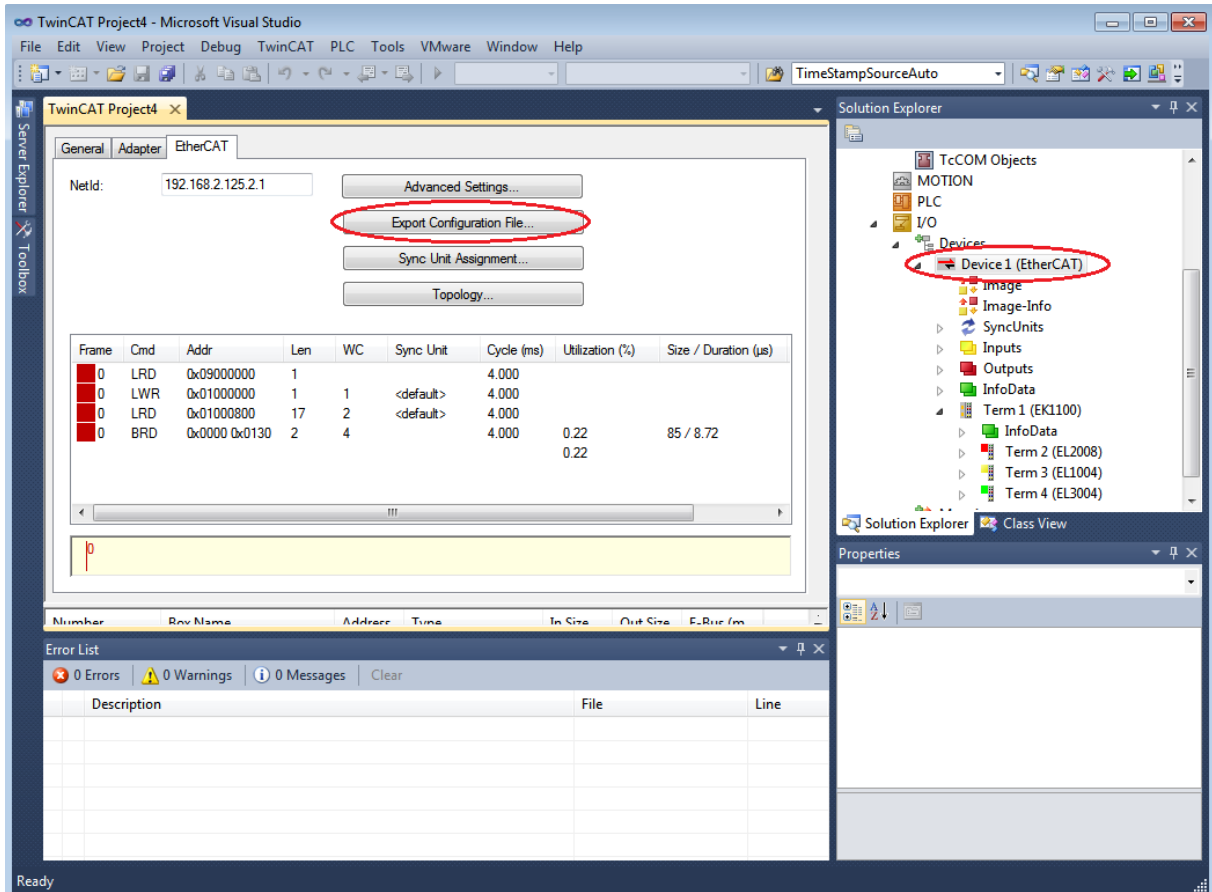 TwinCAT Project4 - Microsoft Visual Studio
File Edit View Project Debug TwinCAT PLC Tools VMware Window Help
TimeStampSourceAuto
Server Explorer
Toolbox
TwinCAT Project4
General Adapter EtherCAT
NetId: 192.168.2.125.2.1
Advanced Settings...
Export Configuration File...
Sync Unit Assignment...
Topology...
Frame Cmd Addr Len WC Sync Unit Cycle (ms) Utilization (%) Size / Duration (µs)
0 LRD 0x09000000 1 4.000
0 LWR 0x01000000 1 1 <default> 4.000
0 LRD 0x01000800 17 2 <default> 4.000
0 BRD 0x0000 0x0130 2 4 4.000 0.22 85 / 8.72
0.22
0
Number Box Name Address Type In Size Out Size E-Bus (m
Error List
0 Errors 0 Warnings 0 Messages Clear
Description File Line
Solution Explorer
TcCOM Objects
MOTION
PLC
I/O
Devices
Device 1 (EtherCAT)
Image
Image-Info
SyncUnits
Inputs
Outputs
InfoData
Term 1 (EK1100)
InfoData
Term 2 (EL2008)
Term 3 (EL1004)
Term 4 (EL3004)
Solution Explorer Class View
Properties
Ready